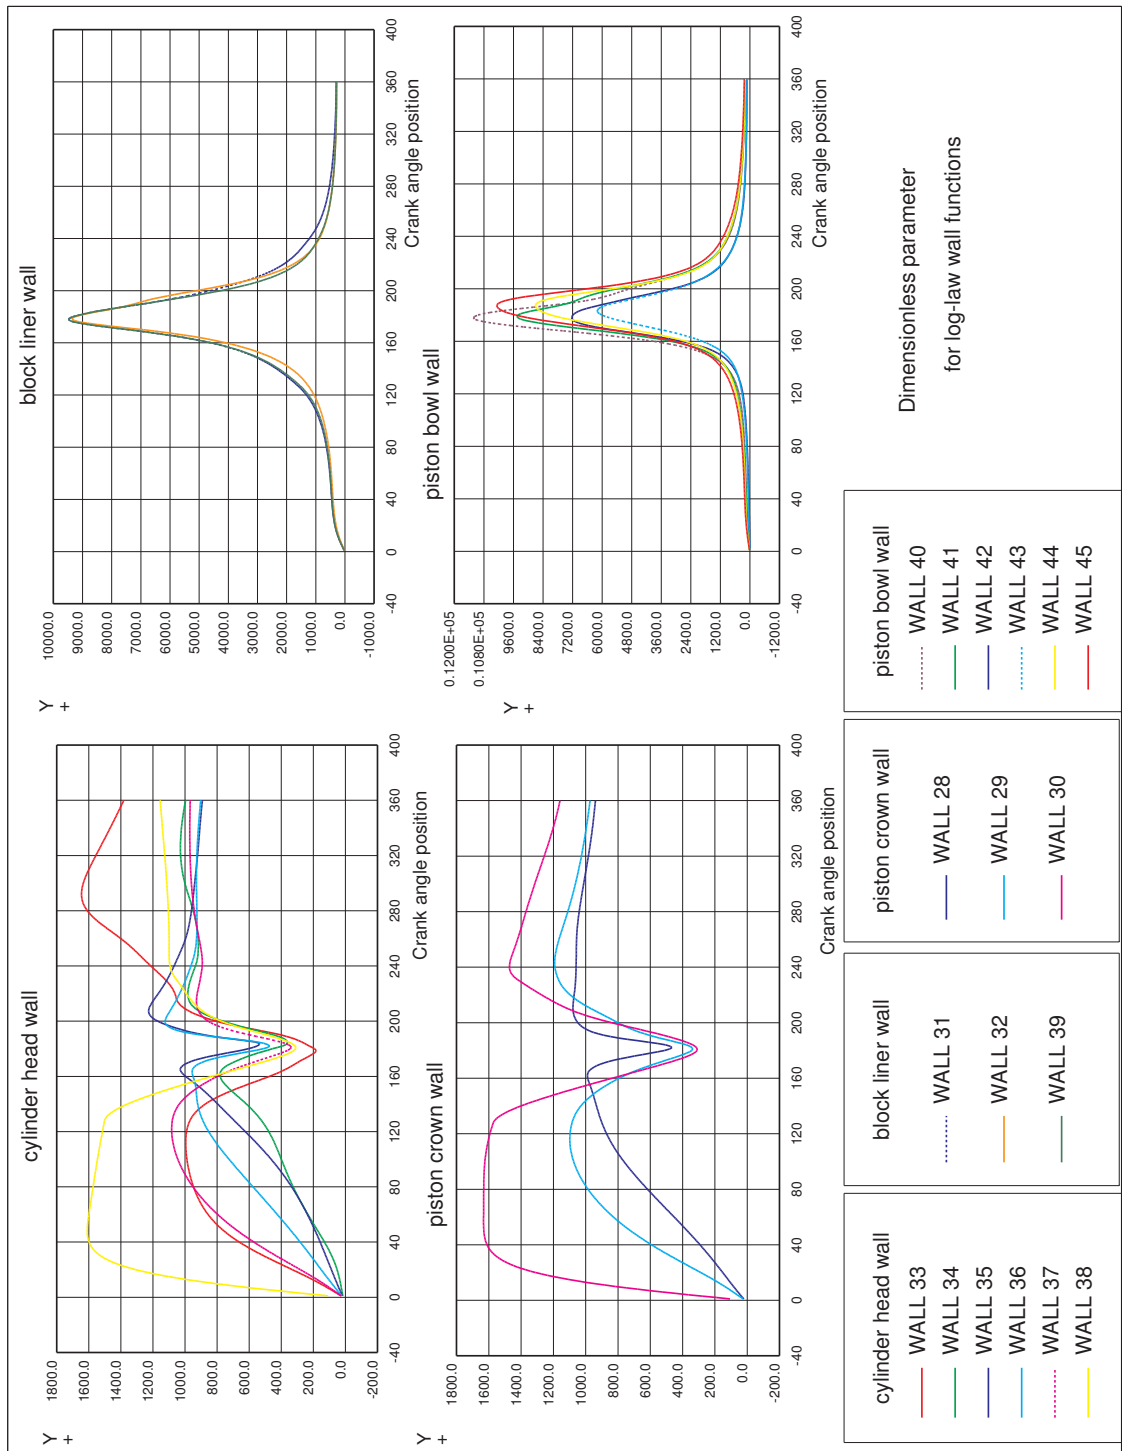 cylinder head wall
Y
+
1800.0
1600.0
1400.0
1200.0
1000.0
800.0
600.0
400.0
200.0
0.0
-200.0
-40
0
40
80
120
160
200
240
280
320
360
400
Crank angle position
block liner wall
Y
+
10000.0
9000.0
8000.0
7000.0
6000.0
5000.0
4000.0
3000.0
2000.0
1000.0
0.0
-1000.0
-40
0
40
80
120
160
200
240
280
320
360
400
Crank angle position
piston crown wall
Y
+
1800.0
1600.0
1400.0
1200.0
1000.0
800.0
600.0
400.0
200.0
0.0
-200.0
-40
0
40
80
120
160
200
240
280
320
360
400
Crank angle position
piston bowl wall
Y
+
0.1200E+05
0.1080E+05
9600.0
8400.0
7200.0
6000.0
4800.0
3600.0
2400.0
1200.0
0.0
-1200.0
-40
0
40
80
120
160
200
240
280
320
360
400
Crank angle position
cylinder head wall
WALL 33
WALL 34
WALL 35
WALL 36
WALL 37
WALL 38
block liner wall
WALL 31
WALL 32
WALL 39
piston crown wall
WALL 28
WALL 29
WALL 30
piston bowl wall
WALL 40
WALL 41
WALL 42
WALL 43
WALL 44
WALL 45
Dimensionless parameter
for log-law wall functions